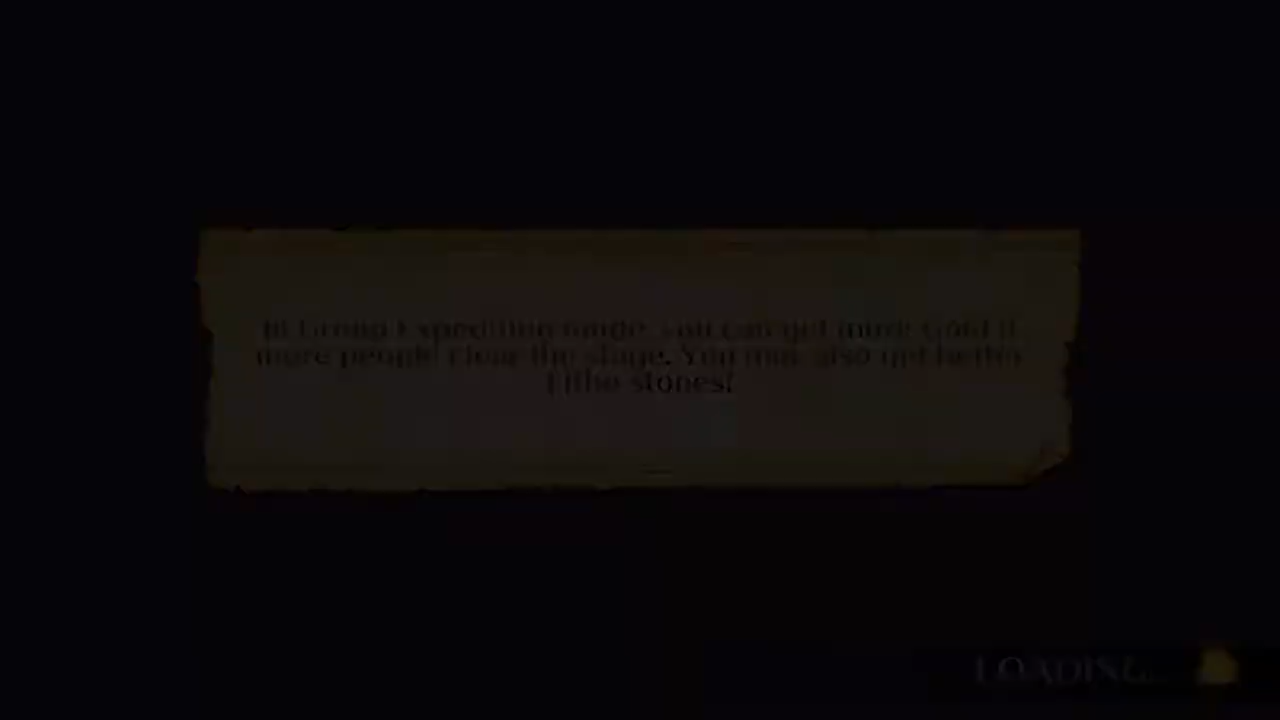 In Group Expedition mode, you can get more Gold if
more people clear the stage. You may also get better
Litho stones!
LOADING...